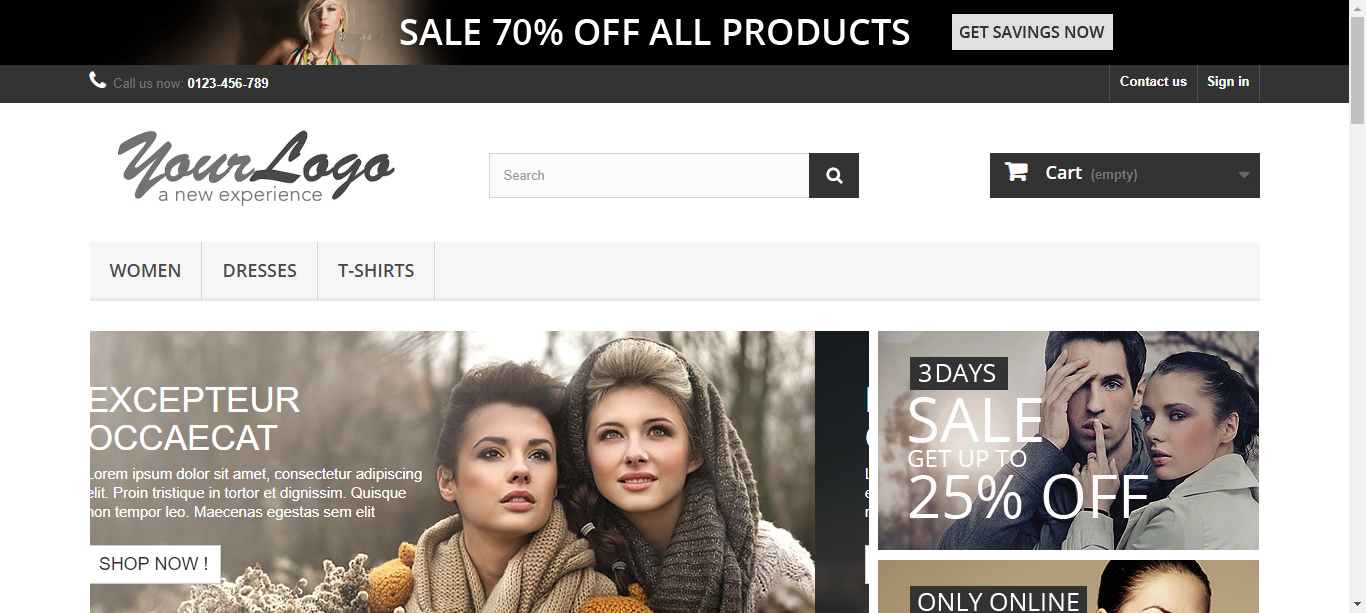 SALE 70% OFF ALL PRODUCTS
GET SAVINGS NOW
Call us now: 0123-456-789
Contact us
Sign in
YourLogo
a new experience
Search
Cart (empty)
WOMEN
DRESSES
T-SHIRTS
EXCEPTEUR
OCCAECAT
Lorem ipsum dolor sit amet, consectetur adipiscing
elit. Proin tristique in tortor et dignissim. Quisque
non tempor leo. Maecenas egestas sem elit
SHOP NOW !
3 DAYS
SALE
GET UP TO
25% OFF
ONLY ONLINE